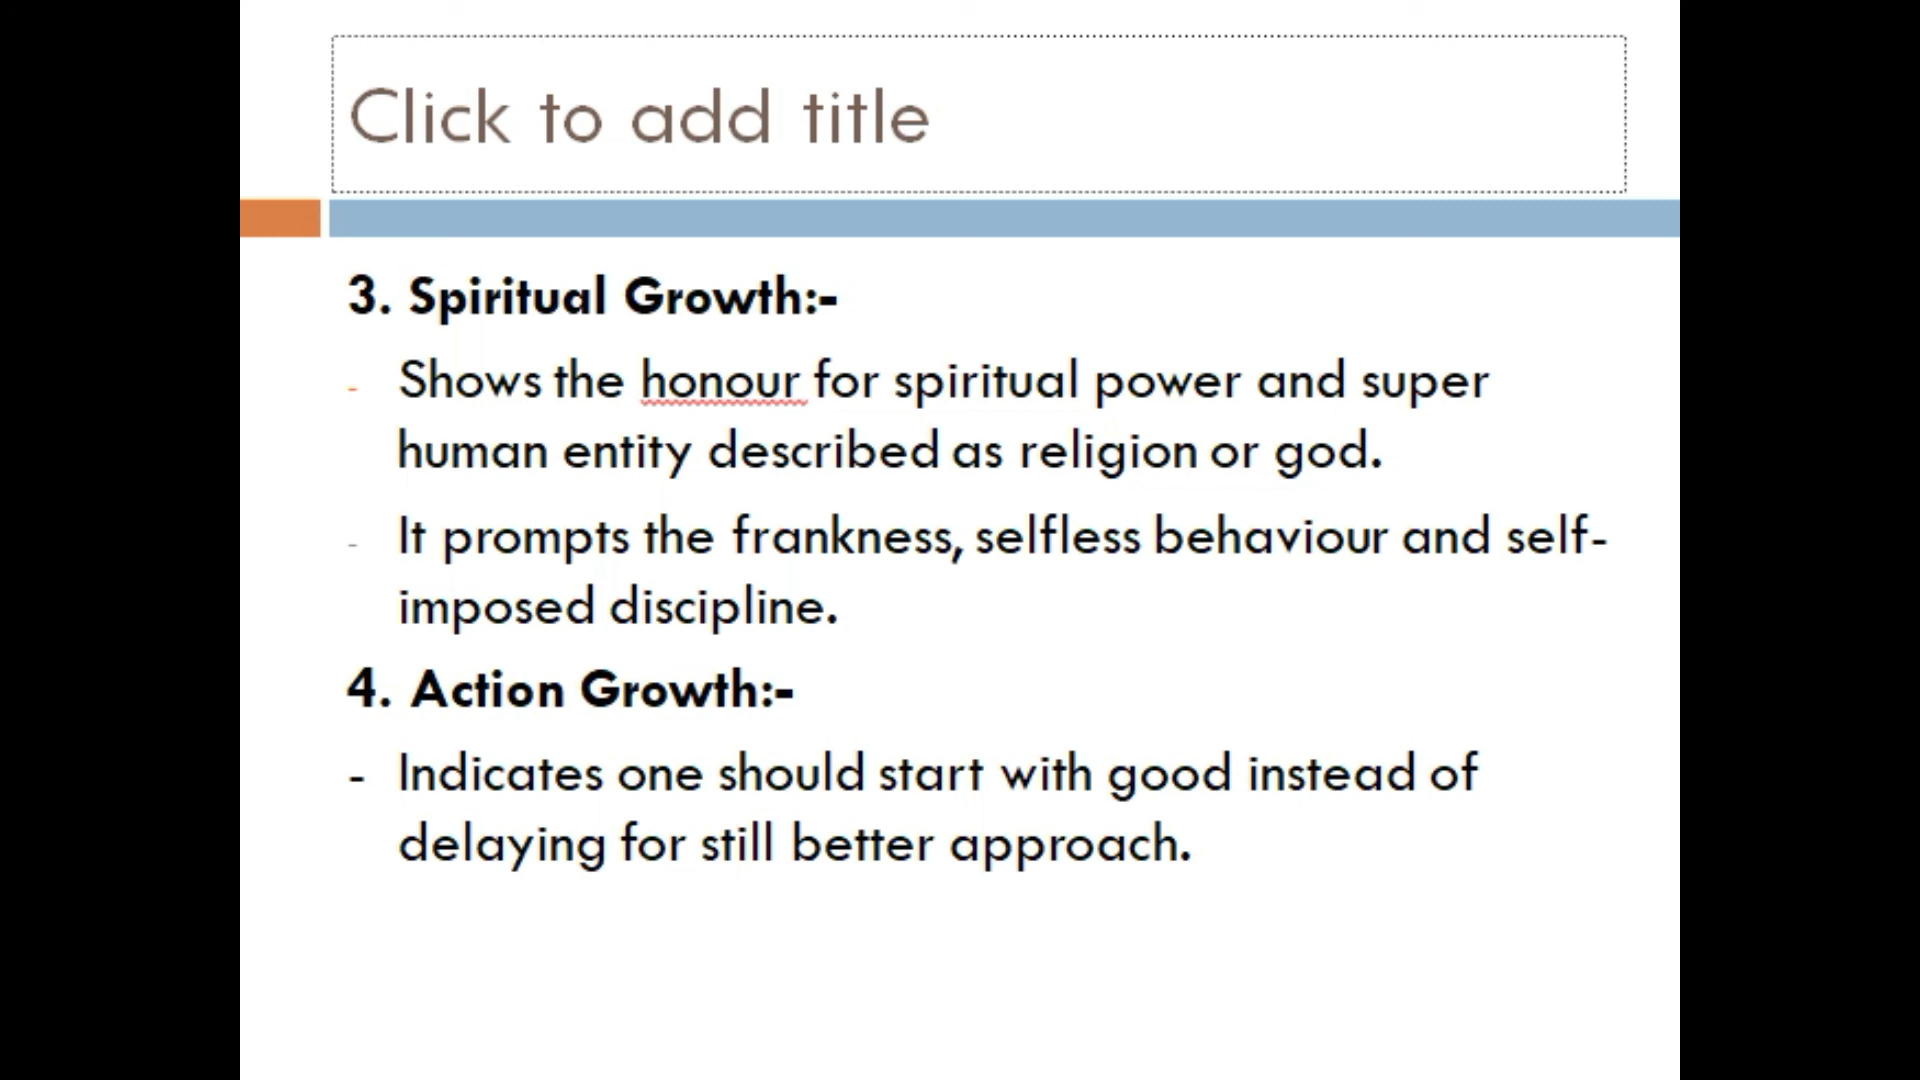 Click to add title
3. Spiritual Growth:-
- Shows the honour for spiritual power and super
human entity described as religion or god.
- It prompts the frankness, selfless behaviour and self-
imposed discipline.
4. Action Growth:-
- Indicates one should start with good instead of
delaying for still better approach.